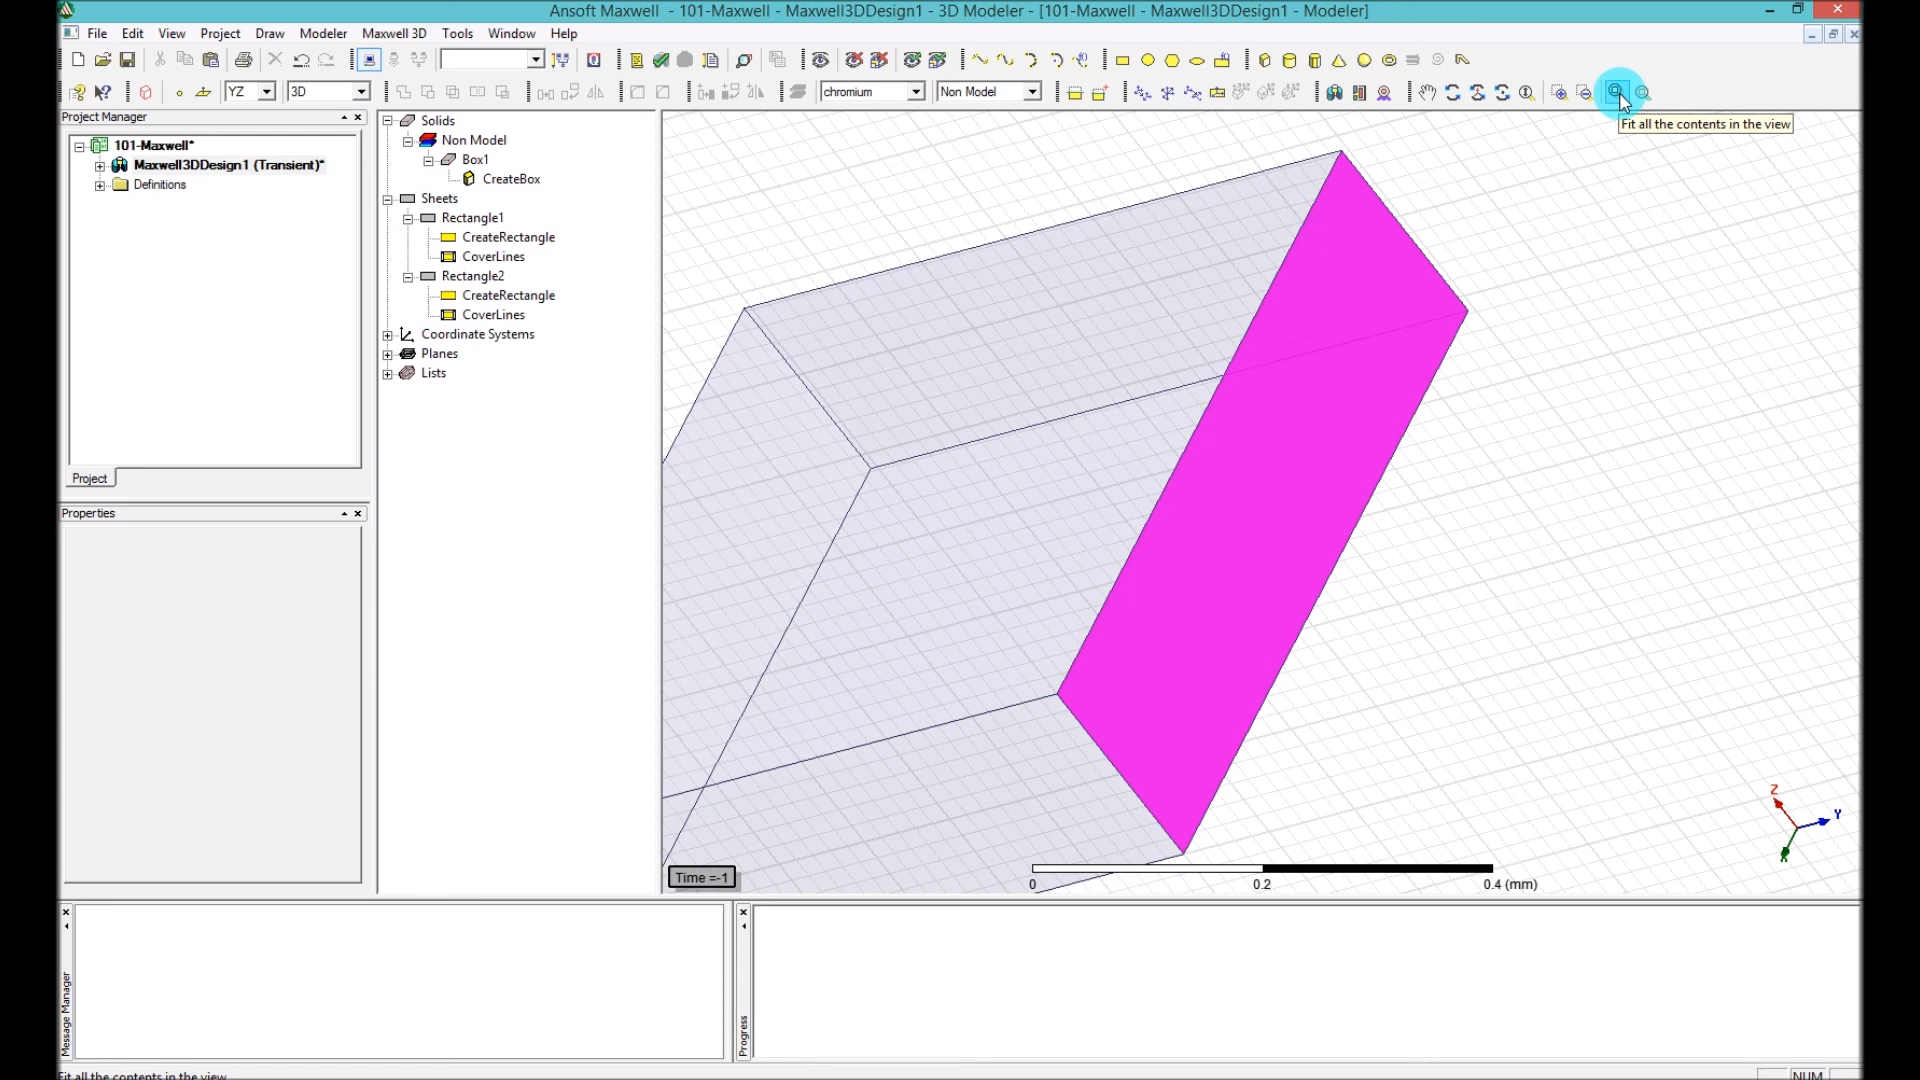 Ansoft Maxwell - 101-Maxwell - Maxwell3DDesign1 - 3D Modeler - [101-Maxwell - Maxwell3DDesign1 - Modeler]
File Edit View Project Draw Modeler Maxwell 3D Tools Window Help
YZ 3D chromium Non Model
Fit all the contents in the view
Project Manager
101-Maxwell*
Maxwell3DDesign1 (Transient)*
Definitions
Project
Properties
Solids
Non Model
Box1
CreateBox
Sheets
Rectangle1
CreateRectangle
CoverLines
Rectangle2
CreateRectangle
CoverLines
Coordinate Systems
Planes
Lists
Z
Y
Time =-1
0 0.2 0.4 (mm)
Message Manager
Progress
Fit all the contents in the view
NUM